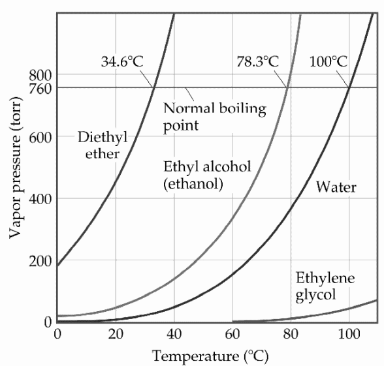 34.6°C
78.3°C
100°C
800
760
Normal boiling
point
Diethyl
ether
600
Ethyl alcohol
(ethanol)
Water
400
200
Ethylene
glycol
0
0 20 40 60 80 100
Temperature (°C)
Vapor pressure (torr)